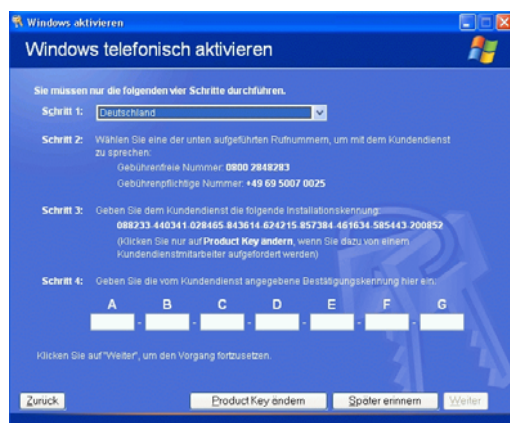 Windows aktivieren
Windows telefonisch aktivieren
Sie müssen nur die folgenden vier Schritte durchführen.
Schritt 1: Deutschland
Schritt 2: Wählen Sie eine der unten aufgeführten Rufnummern, um mit dem Kundendienst
zu sprechen:
Gebührenfreie Nummer: 0800 2848283
Gebührenpflichtige Nummer: +49 69 5007 0025
Schritt 3: Geben Sie dem Kundendienst die folgende Installationskennung:
088233-440341-028465-843614-624215-857384-461634-585443-200852
(Klicken Sie nur auf Product Key ändern, wenn Sie dazu von einem
Kundendienstmitarbeiter aufgefordert werden)
Schritt 4: Geben Sie die vom Kundendienst angegebene Bestätigungskennung hier ein:
A B C D E F G
- - - - - -
Klicken Sie auf "Weiter", um den Vorgang fortzusetzen.
Zurück Product Key ändern Später erinnern Weiter